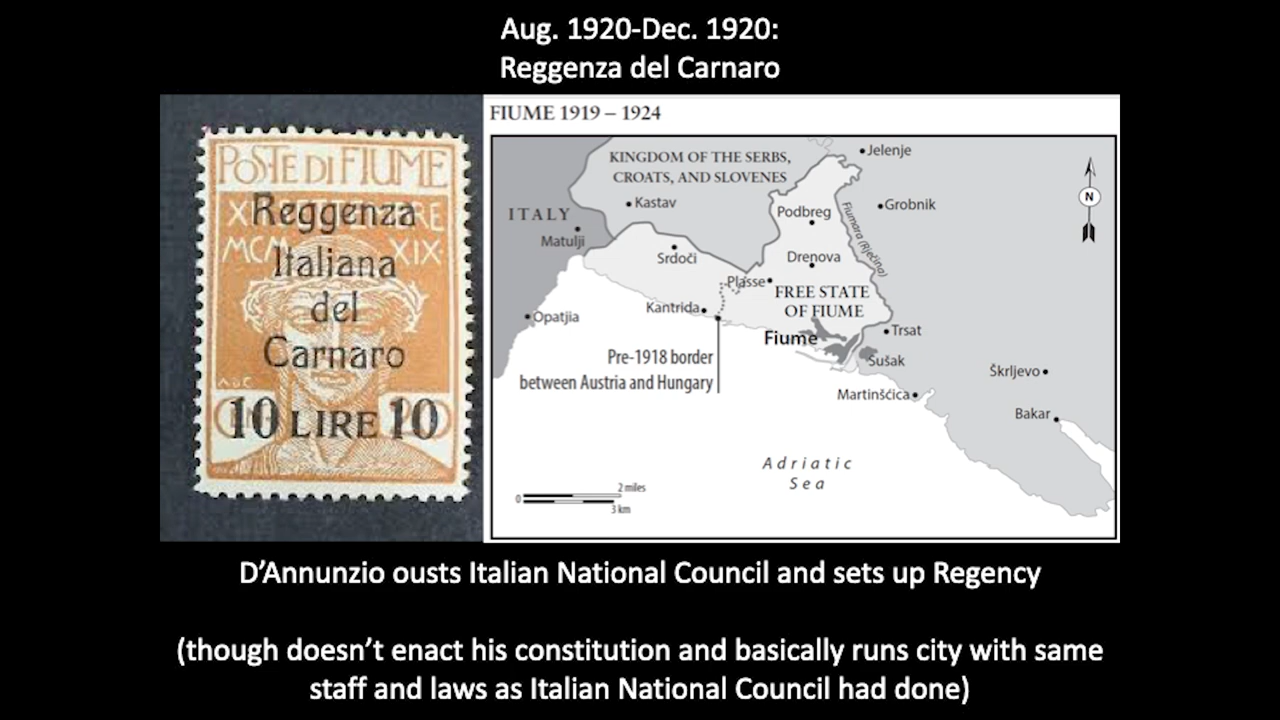 Aug. 1920-Dec. 1920:
Reggenza del Carnaro
POSTE DI FIUME
Reggenza
Italiana
del
Carnaro
10 LIRE 10
FIUME 1919 – 1924
KINGDOM OF THE SERBS,
CROATS, AND SLOVENES
Jelenje
N
ITALY
Kastav
Matulji
Podbreg
Grobnik
Fiumara (Rječina)
Srdoči
Drenova
Plasse
FREE STATE
OF FIUME
Kantrida
Opatjia
Fiume
Trsat
Sušak
Pre-1918 border
between Austria and Hungary
Martinšćica
Škrljevo
Bakar
Adriatic
Sea
0
2 miles
3 km
D’Annunzio ousts Italian National Council and sets up Regency
(though doesn’t enact his constitution and basically runs city with same
staff and laws as Italian National Council had done)